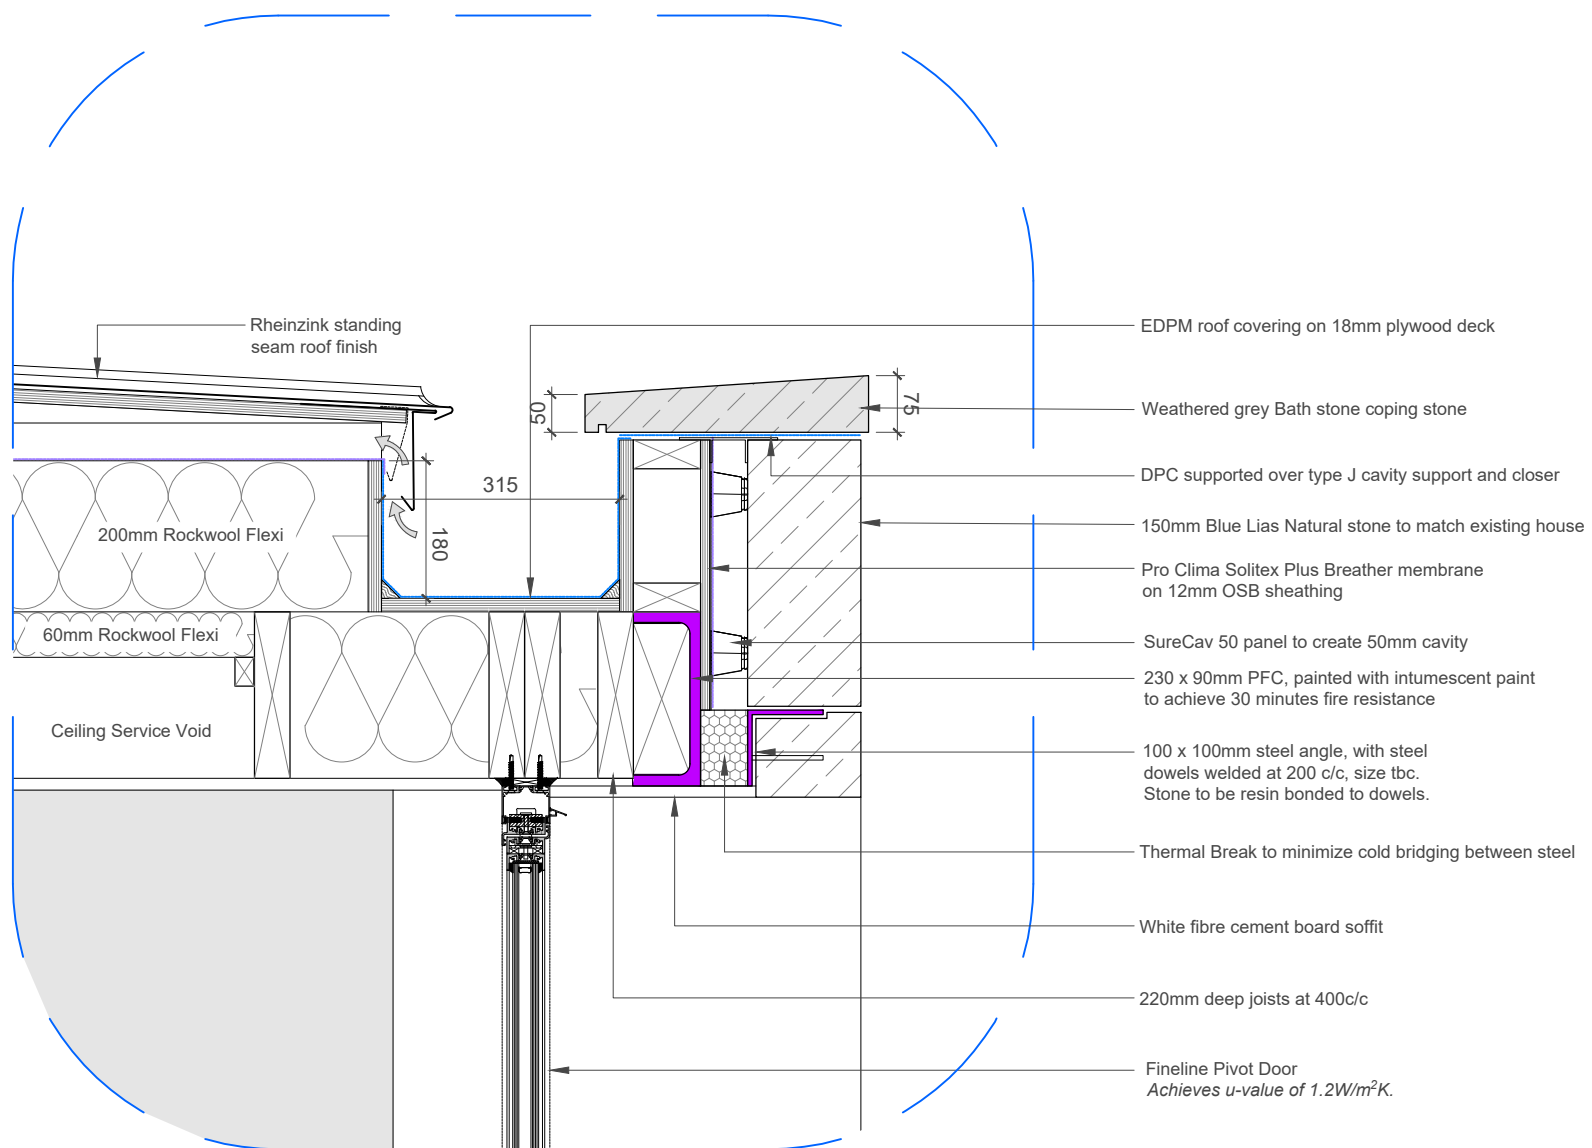 Rheinzink standing
seam roof finish
EDPM roof covering on 18mm plywood deck
50
75
Weathered grey Bath stone coping stone
DPC supported over type J cavity support and closer
315
150mm Blue Lias Natural stone to match existing house
200mm Rockwool Flexi
180
Pro Clima Solitex Plus Breather membrane
on 12mm OSB sheathing
60mm Rockwool Flexi
SureCav 50 panel to create 50mm cavity
230 x 90mm PFC, painted with intumescent paint
to achieve 30 minutes fire resistance
Ceiling Service Void
100 x 100mm steel angle, with steel
dowels welded at 200 c/c, size tbc.
Stone to be resin bonded to dowels.
Thermal Break to minimize cold bridging between steel
White fibre cement board soffit
220mm deep joists at 400c/c
Fineline Pivot Door
Achieves u-value of 1.2W/m²K.